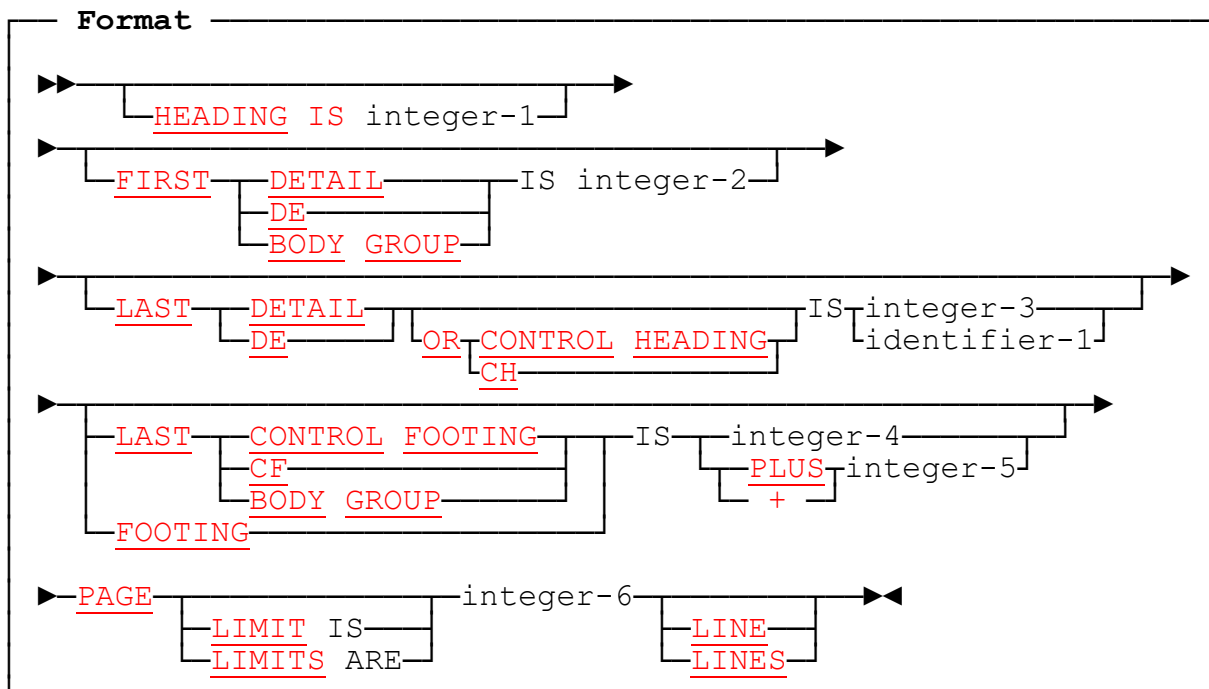 Format
HEADING IS integer-1
FIRST DETAIL IS integer-2
DE
BODY GROUP
LAST DETAIL IS integer-3
DE OR CONTROL HEADING identifier-1
CH
LAST CONTROL FOOTING IS integer-4
CF PLUS integer-5
BODY GROUP +
FOOTING
PAGE integer-6
LIMIT IS LINE
LIMITS ARE LINES